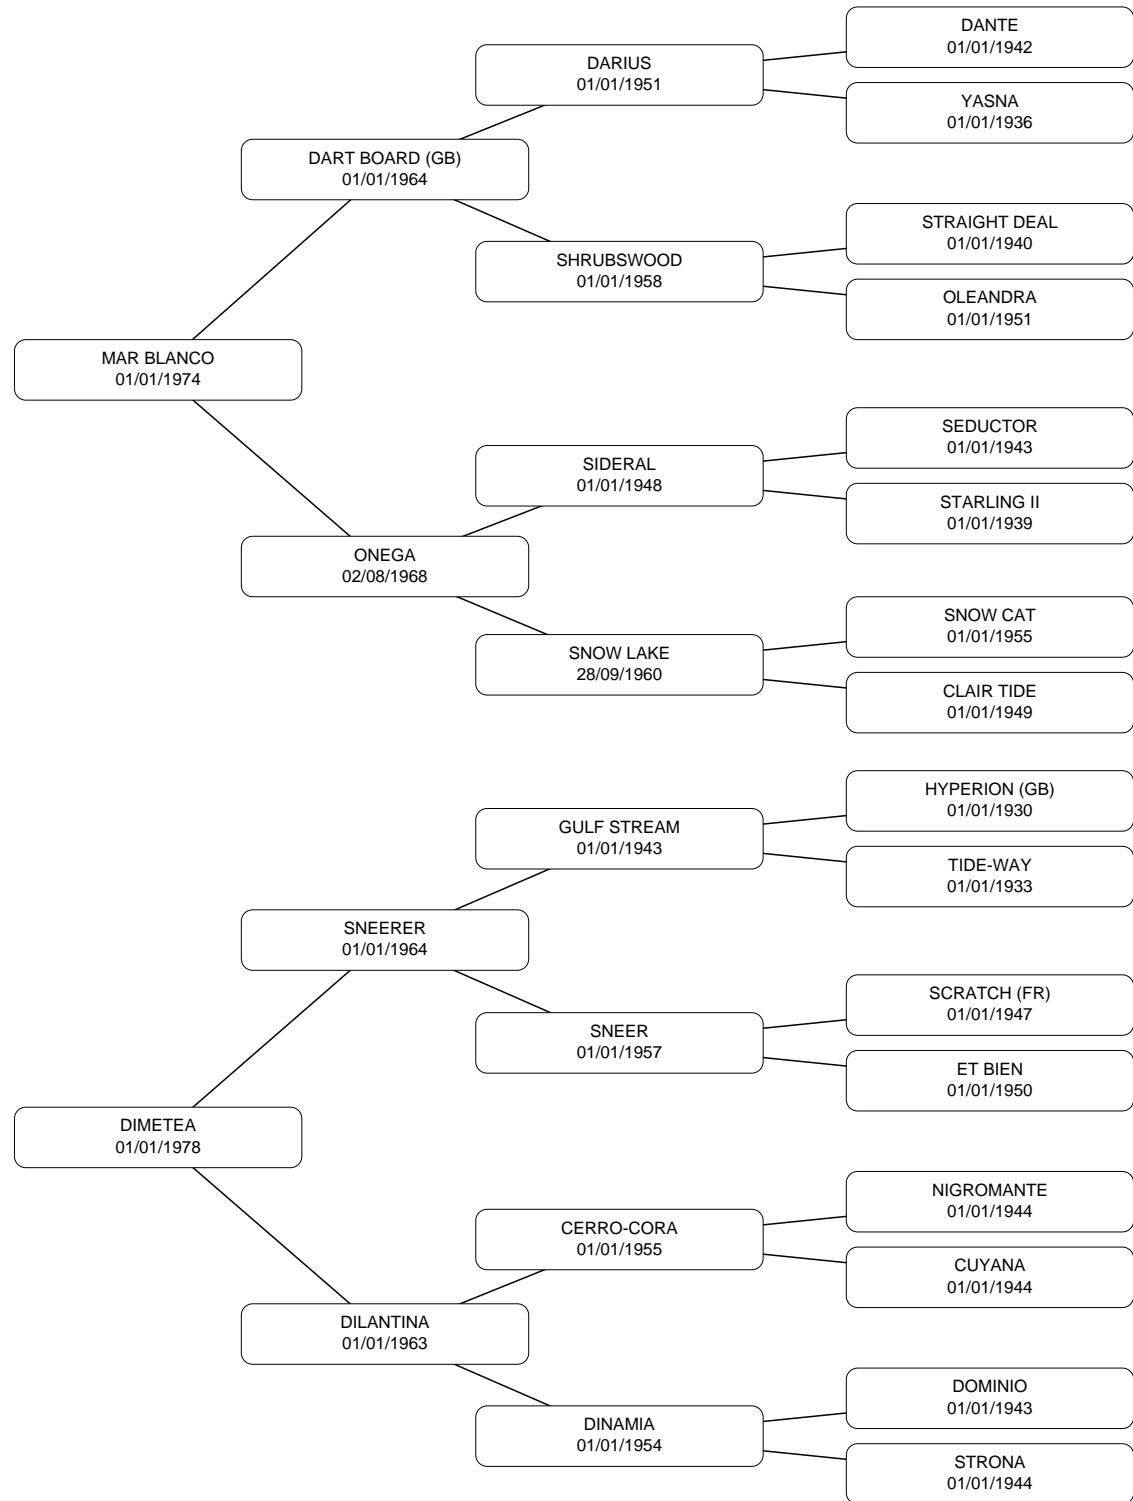 DANTE
01/01/1942
DARIUS
01/01/1951
YASNA
01/01/1936
DART BOARD (GB)
01/01/1964
STRAIGHT DEAL
01/01/1940
SHRUBSWOOD
01/01/1958
OLEANDRA
01/01/1951
MAR BLANCO
01/01/1974
SEDUCTOR
01/01/1943
SIDERAL
01/01/1948
STARLING II
01/01/1939
ONEGA
02/08/1968
SNOW CAT
01/01/1955
SNOW LAKE
28/09/1960
CLAIR TIDE
01/01/1949
HYPERION (GB)
01/01/1930
GULF STREAM
01/01/1943
TIDE-WAY
01/01/1933
SNEERER
01/01/1964
SCRATCH (FR)
01/01/1947
SNEER
01/01/1957
ET BIEN
01/01/1950
DIMETEA
01/01/1978
NIGROMANTE
01/01/1944
CERRO-CORA
01/01/1955
CUYANA
01/01/1944
DILANTINA
01/01/1963
DOMINIO
01/01/1943
DINAMIA
01/01/1954
STRONA
01/01/1944